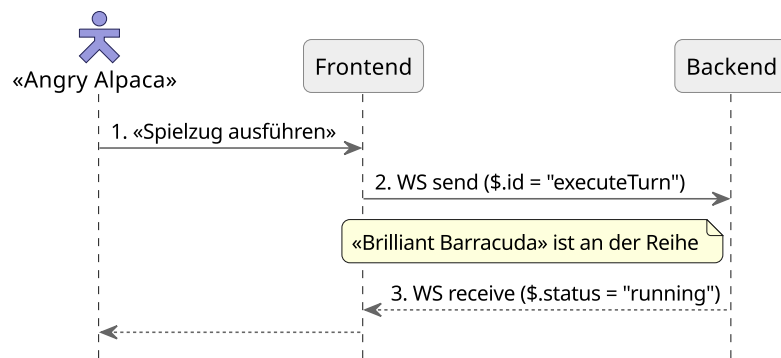 «Angry Alpaca»
Frontend
Backend
1. «Spielzug ausführen»
2. WS send ($.id = "executeTurn")
«Brilliant Barracuda» ist an der Reihe
3. WS receive ($.status = "running")